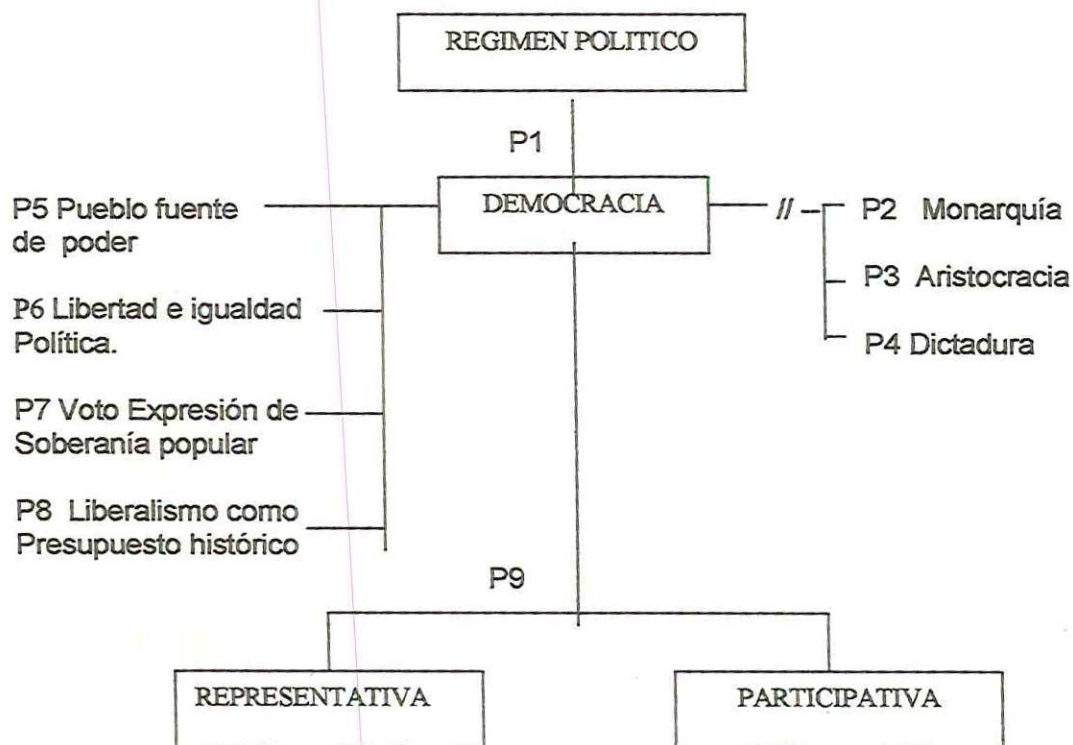 REGIMEN POLITICO
P1
DEMOCRACIA
P5 Pueblo fuente
de poder
P6 Libertad e igualdad
Política.
P7 Voto Expresión de
Soberanía popular
P8 Liberalismo como
Presupuesto histórico
// P2 Monarquía
P3 Aristocracia
P4 Dictadura
P9
REPRESENTATIVA
PARTICIPATIVA